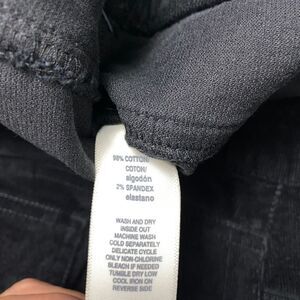 98% COTTON/
COTON/
algodón
2% SPANDEX
elastano
WASH AND DRY
INSIDE OUT
MACHINE WASH
COLD SEPARATELY
DELICATE CYCLE
ONLY NON-CHLORINE
BLEACH IF NEEDED
TUMBLE DRY LOW
COOL IRON ON
REVERSE SIDE